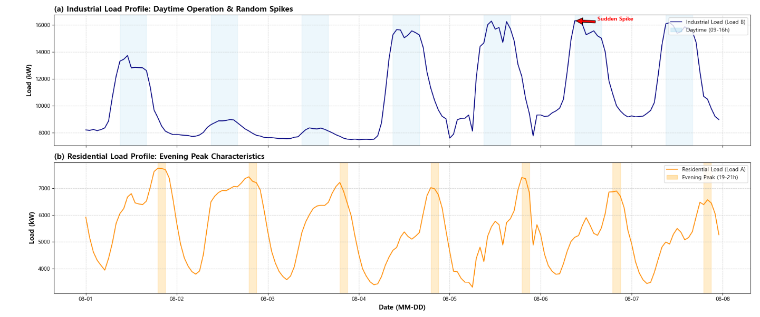 (a) Industrial Load Profile: Daytime Operation & Random Spikes
Sudden Spike
Industrial Load (Load B)
Daytime (09-16h)
Load (kW)
16000
14000
12000
10000
8000
(b) Residential Load Profile: Evening Peak Characteristics
Residential Load (Load A)
Evening Peak (19-21h)
Load (kW)
7000
6000
5000
4000
08-01 08-02 08-03 08-04 08-05 08-06 08-07 08-08
Date (MM-DD)